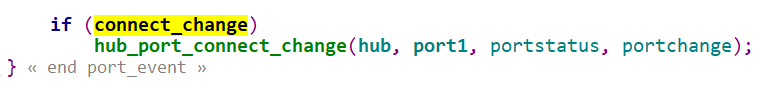 if (connect_change)
hub_port_connect_change(hub, port1, portstatus, portchange);
} « end port_event »